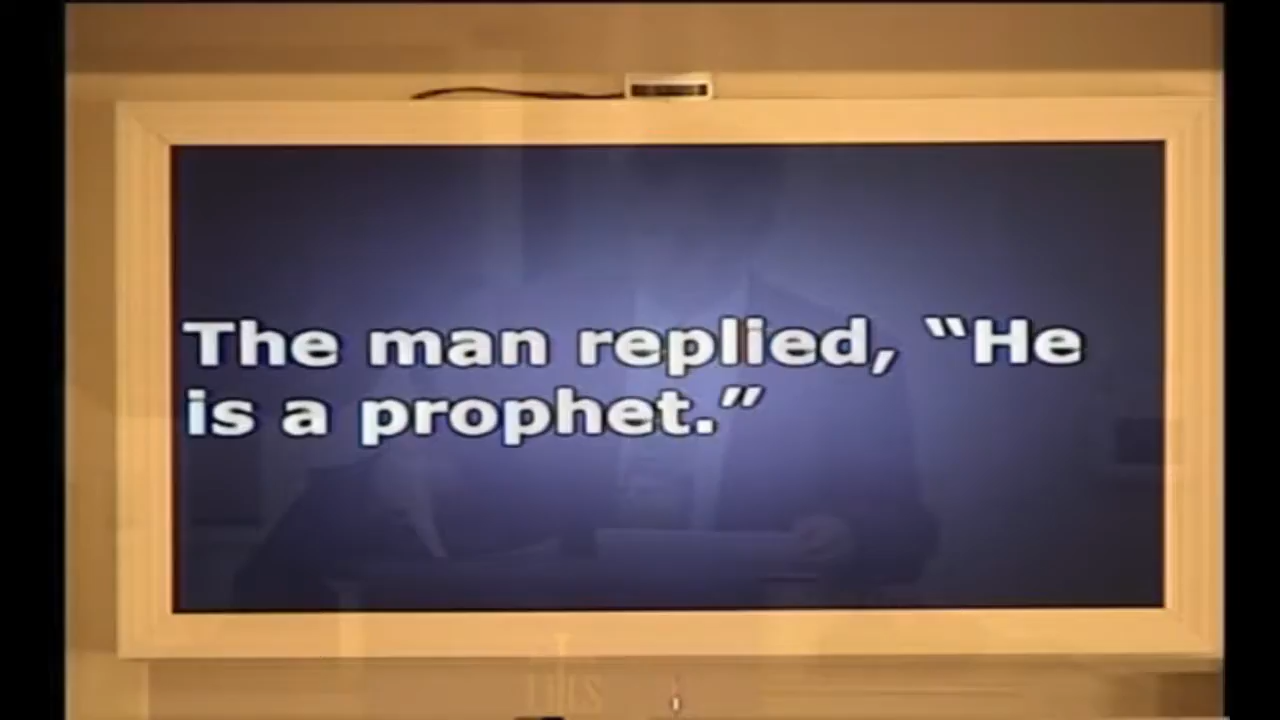 The man replied, “He
is a prophet.”